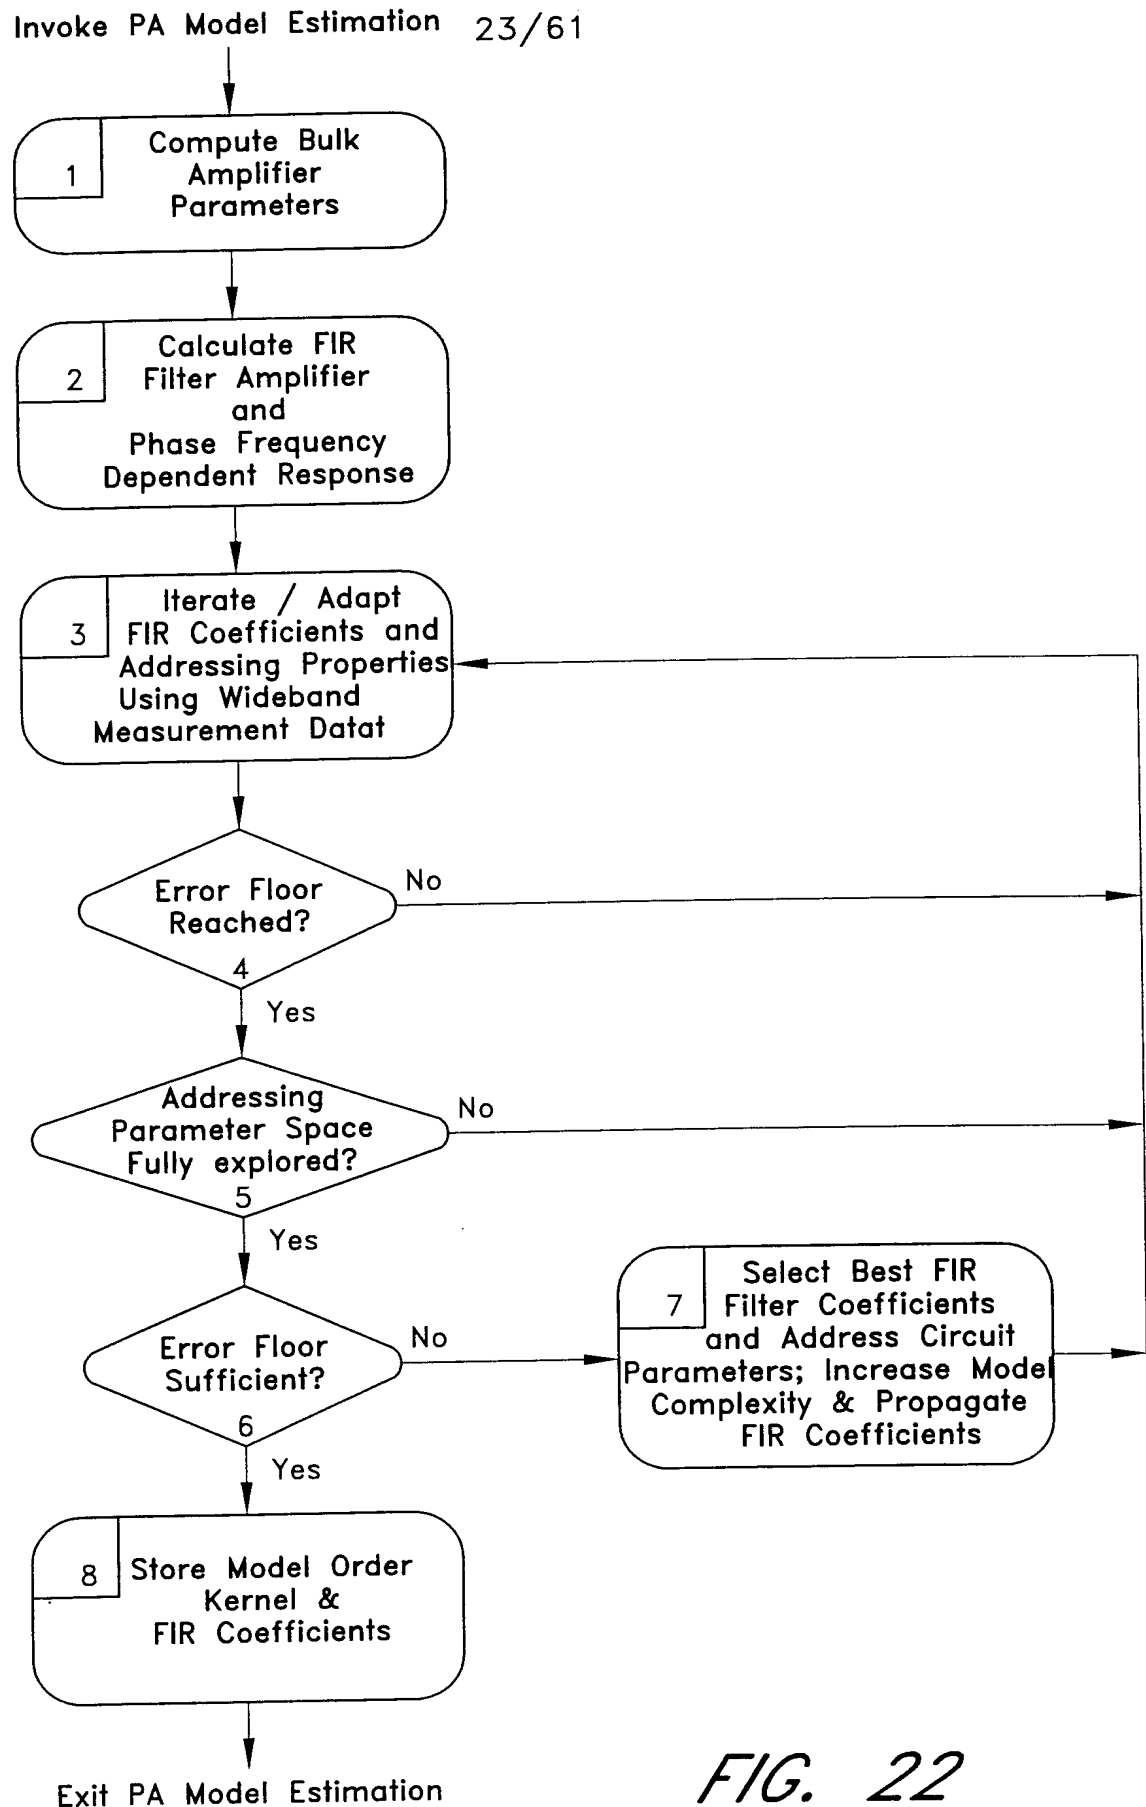 Invoke PA Model Estimation 23/61
1
Compute Bulk
Amplifier
Parameters
2
Calculate FIR
Filter Amplifier
and
Phase Frequency
Dependent Response
3
Iterate / Adapt
FIR Coefficients and
Addressing Properties
Using Wideband
Measurement Datat
Error Floor
Reached?
4
No
Yes
Addressing
Parameter Space
Fully explored?
5
No
Yes
Error Floor
Sufficient?
6
No
Yes
7
Select Best FIR
Filter Coefficients
and Address Circuit
Parameters; Increase Model
Complexity & Propagate
FIR Coefficients
8
Store Model Order
Kernel &
FIR Coefficients
Exit PA Model Estimation
FIG. 22